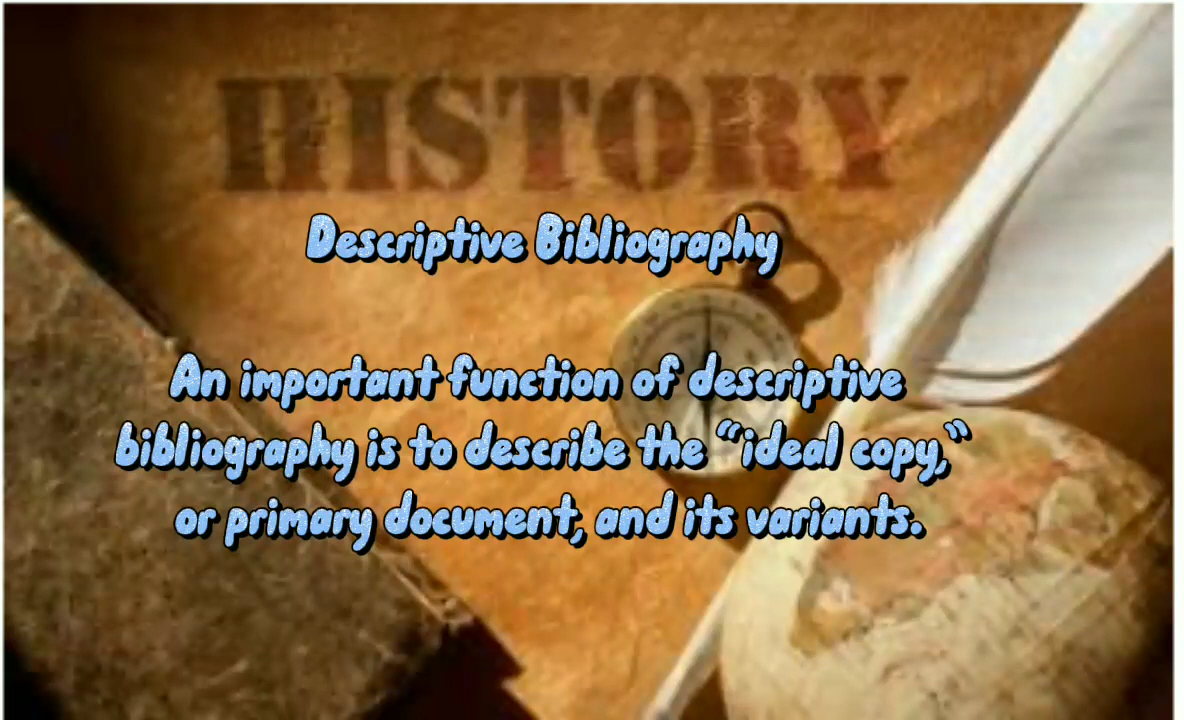 HISTORY
Descriptive Bibliography
An important function of descriptive
bibliography is to describe the “ideal copy,”
or primary document, and its variants.